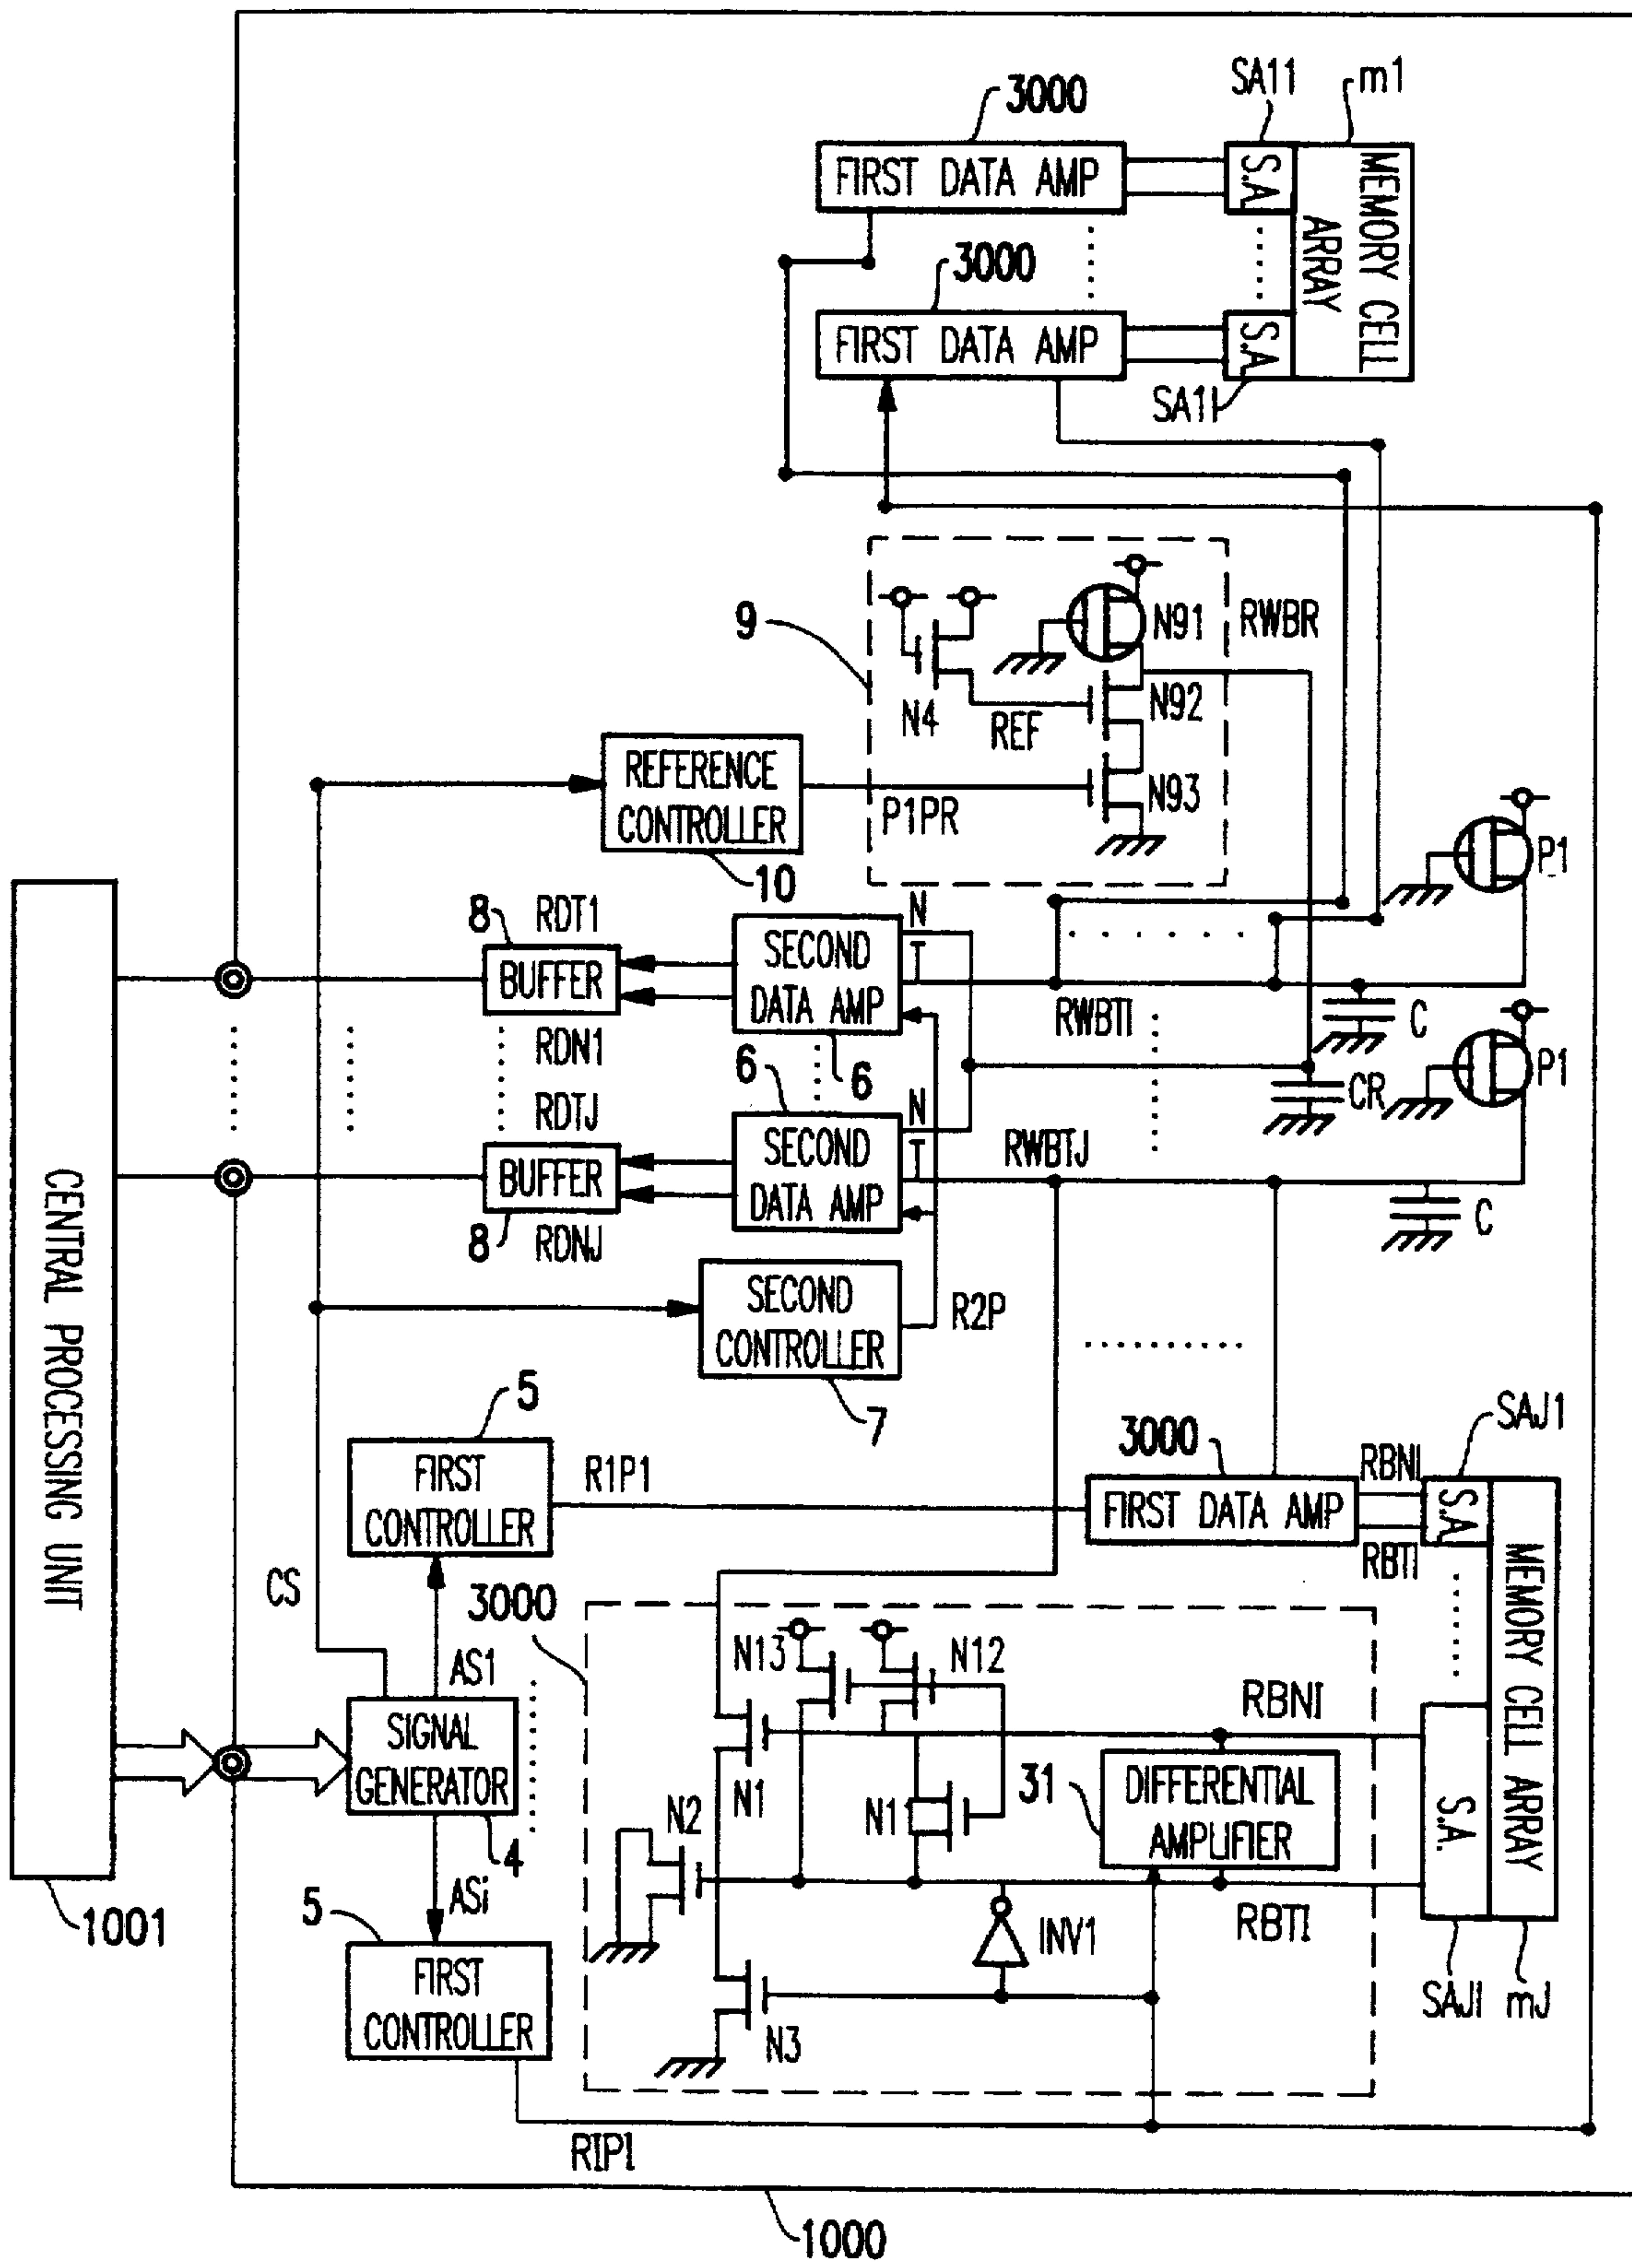 SA11
m1
3000
FIRST DATA AMP
S.A.
MEMORY CELL
ARRAY
3000
FIRST DATA AMP
S.A.
SA1I
9
N91
RWBR
N4
REF
N92
REFERENCE
CONTROLLER
P1PR
N93
10
P1
8
RDT1
N
BUFFER
SECOND
DATA AMP
T
RWBTI
C
RDN1
6
6
P1
RDTJ
N
CR
BUFFER
SECOND
DATA AMP
T
RWBTJ
C
8
RDNJ
CENTRAL PROCESSING UNIT
SECOND
CONTROLLER
R2P
7
5
SAJ1
3000
FIRST
CONTROLLER
R1P1
FIRST DATA AMP
RBNI
RBTI
S.A.
MEMORY CELL ARRAY
CS
3000
AS1
N13
N12
RBNI
SIGNAL
GENERATOR
N1
N11
31
DIFFERENTIAL
AMPLIFIER
S.A.
N2
4
1001
5
ASi
INV1
RBTI
FIRST
CONTROLLER
N3
SAJI
mJ
RIPI
1000